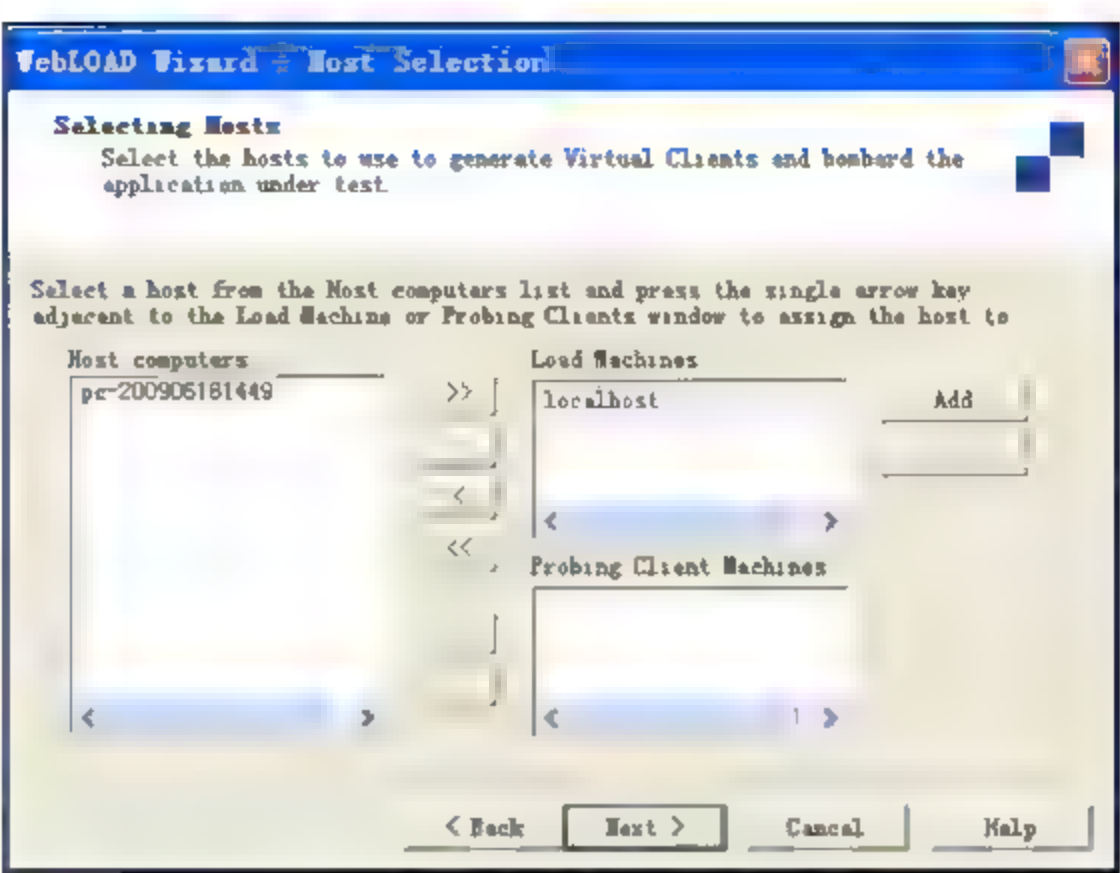 WebLOAD Wizard - Host Selection
Selecting Hosts
Select the hosts to use to generate Virtual Clients and bombard the
application under test
Select a host from the Host computers list and press the single arrow key
adjacent to the Load Machine or Probing Clients window to assign the host to
Host computers
pc-200906181449
>>
<
<<
Load Machines
localhost
Add
Probing Client Machines
< Back
Next >
Cancel
Help